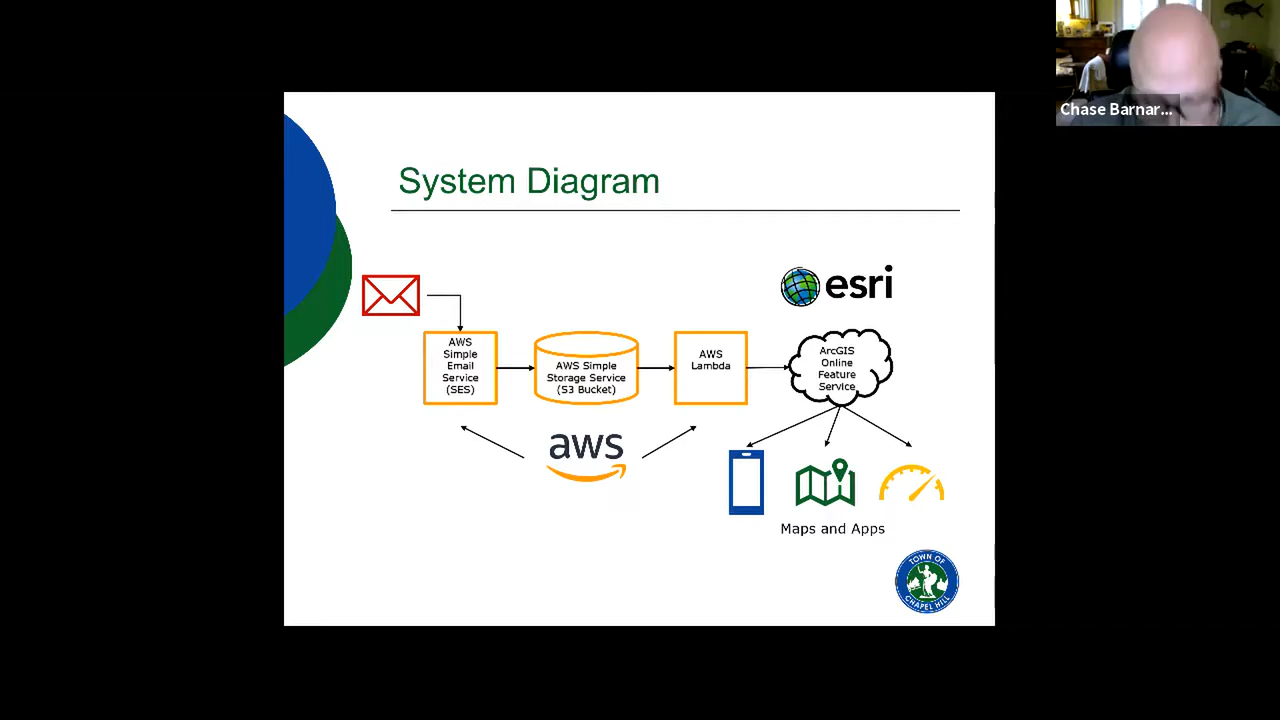 Chase Barnar...
System Diagram
esri
AWS
Simple
Email
Service
(SES)
AWS Simple
Storage Service
(S3 Bucket)
AWS
Lambda
ArcGIS
Online
Feature
Service
aws
Maps and Apps
TOWN OF
CHAPEL HILL